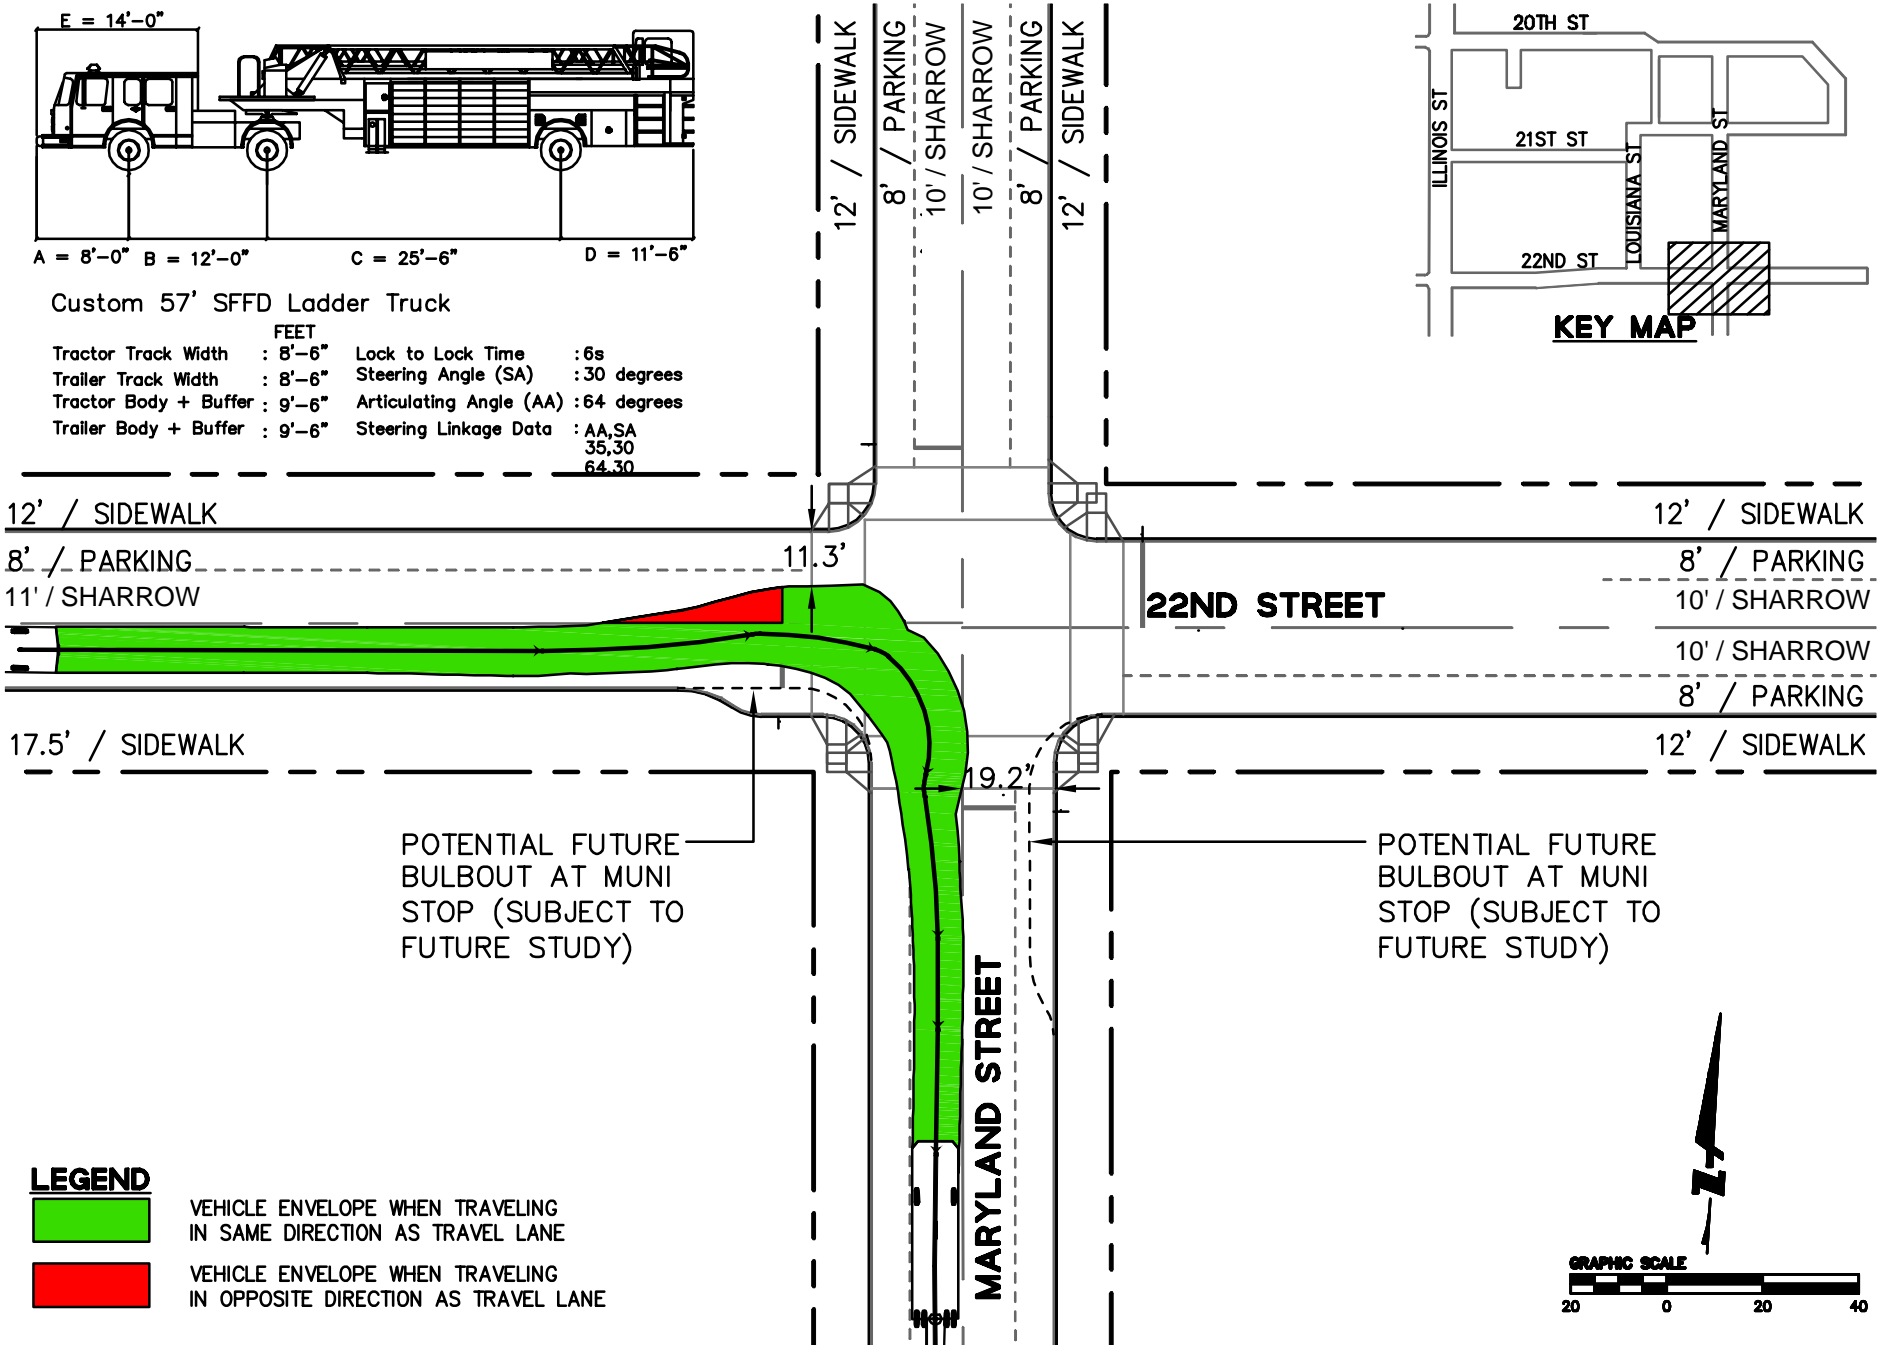 E = 14'-0"
A = 8'-0"
B = 12'-0"
C = 25'-6"
D = 11'-6"
Custom 57' SFFD Ladder Truck
FEET
Tractor Track Width : 8'-6" Lock to Lock Time : 6s
Trailer Track Width : 8'-6" Steering Angle (SA) : 30 degrees
Tractor Body + Buffer : 9'-6" Articulating Angle (AA) : 64 degrees
Trailer Body + Buffer : 9'-6" Steering Linkage Data : AA,SA
35,30
64,30
12' / SIDEWALK
8' / PARKING
10' / SHARROW
10' / SHARROW
8' / PARKING
12' / SIDEWALK
20TH ST
ILLINOIS ST
21ST ST
LOUISIANA ST
MARYLAND ST
22ND ST
KEY MAP
12' / SIDEWALK
8' / PARKING
11' / SHARROW
17.5' / SIDEWALK
11.3'
22ND STREET
12' / SIDEWALK
8' / PARKING
10' / SHARROW
10' / SHARROW
8' / PARKING
12' / SIDEWALK
19.2'
POTENTIAL FUTURE
BULBOUT AT MUNI
STOP (SUBJECT TO
FUTURE STUDY)
POTENTIAL FUTURE
BULBOUT AT MUNI
STOP (SUBJECT TO
FUTURE STUDY)
MARYLAND STREET
LEGEND
VEHICLE ENVELOPE WHEN TRAVELING
IN SAME DIRECTION AS TRAVEL LANE
VEHICLE ENVELOPE WHEN TRAVELING
IN OPPOSITE DIRECTION AS TRAVEL LANE
Z
GRAPHIC SCALE
20 0 20 40